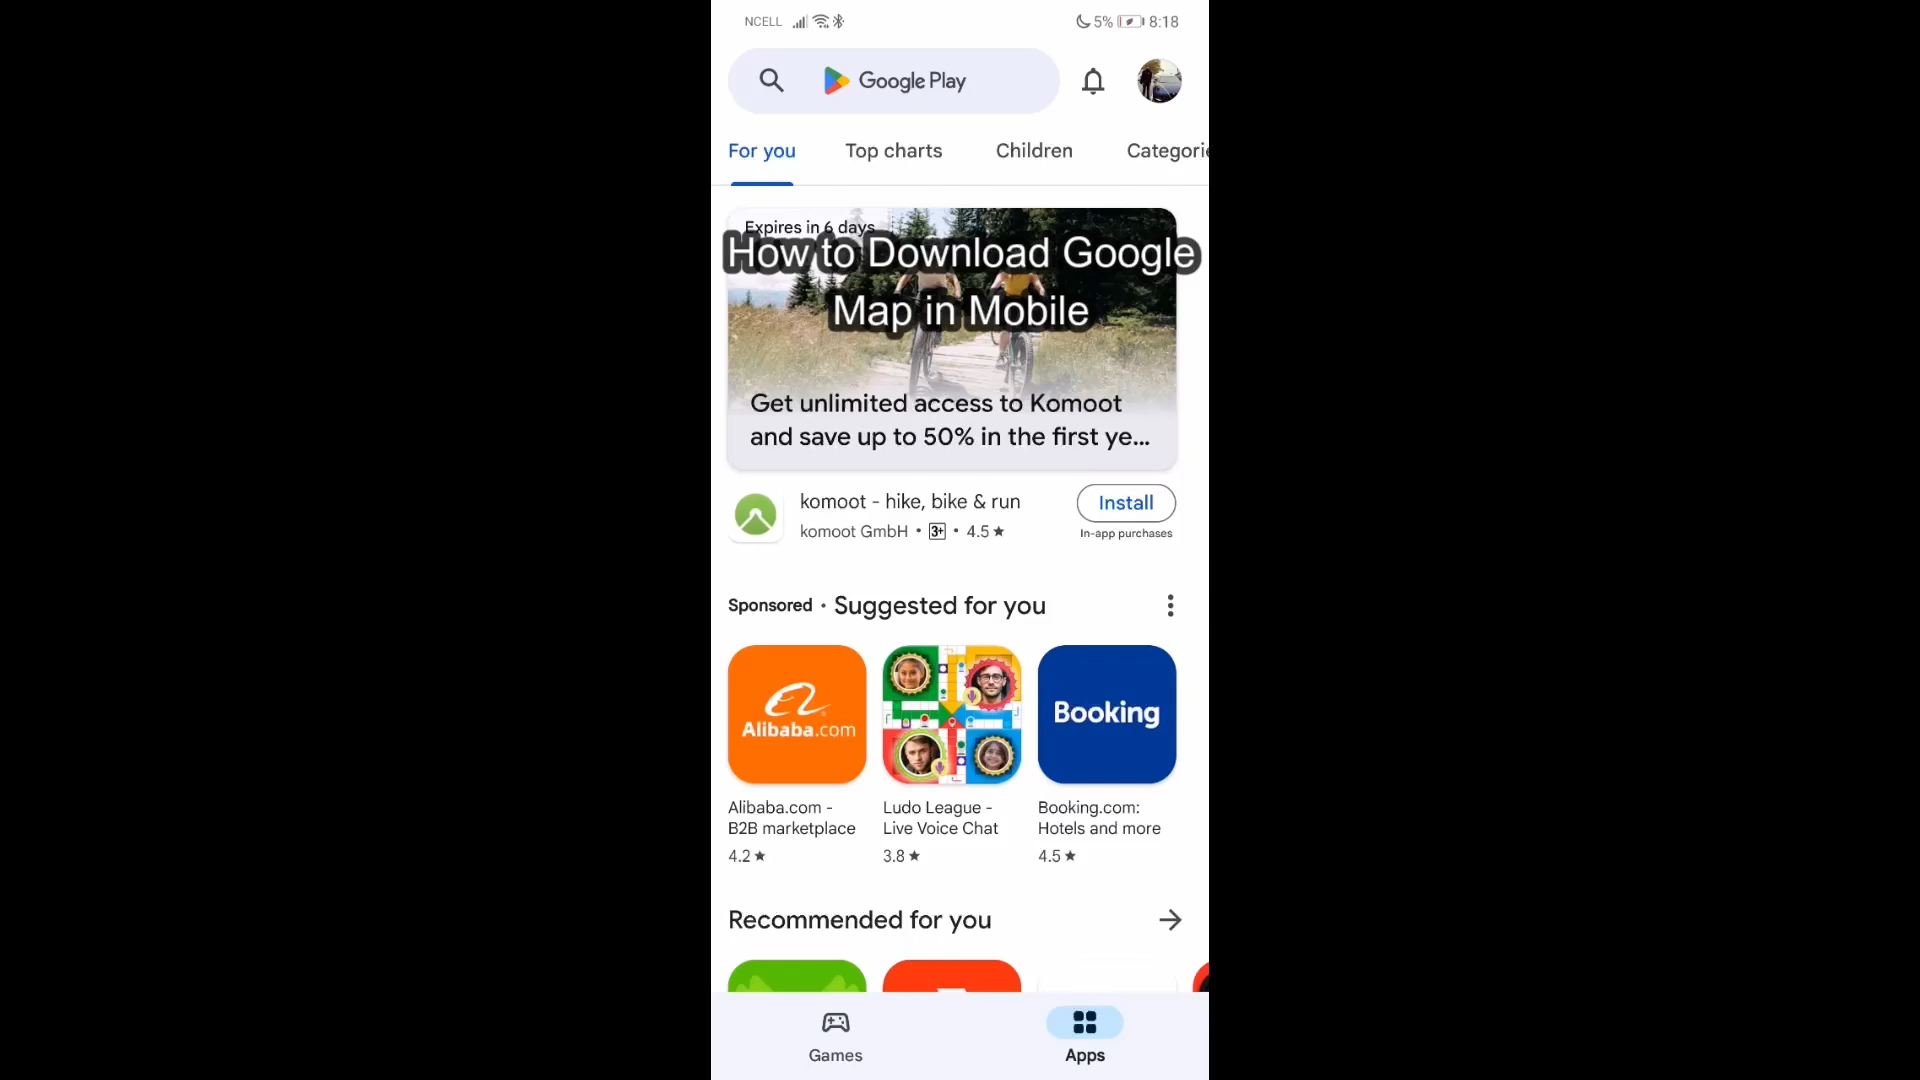 NCELL 5% 8:18
Google Play
For you Top charts Children Categorie
Expires in 6 days
How to Download Google
Map in Mobile
Get unlimited access to Komoot
and save up to 50% in the first ye...
komoot - hike, bike & run
Install
komoot GmbH • 3+ • 4.5 ★
In-app purchases
Sponsored • Suggested for you
Alibaba.com
Booking
Alibaba.com -
B2B marketplace
4.2 ★
Ludo League -
Live Voice Chat
3.8 ★
Booking.com:
Hotels and more
4.5 ★
Recommended for you
Games
Apps